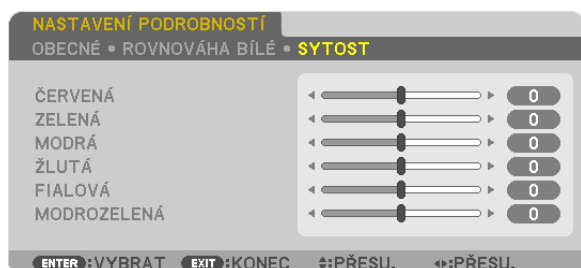 NASTAVENÍ PODROBNOSTÍ
OBECNÉ • ROVNOVÁHA BÍLÉ • SYTOST
ČERVENÁ 0
ZELENÁ 0
MODRÁ 0
ŽLUTÁ 0
FIALOVÁ 0
MODROZELENÁ 0
ENTER :VYBRAT EXIT :KONEC :PŘESU. :PŘESU.